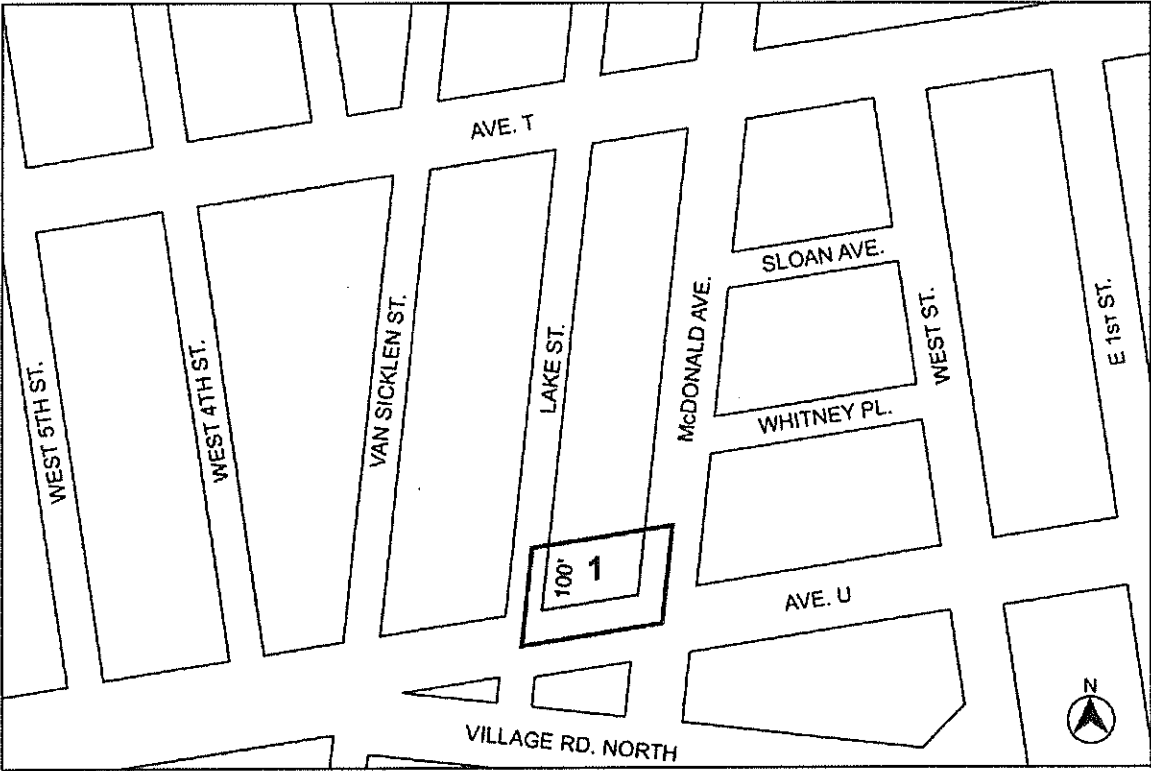 AVE. T
SLOAN AVE.
McDONALD AVE.
WEST ST.
E 1ST ST.
VAN SICKLEN ST.
LAKE ST.
WEST 5TH ST.
WEST 4TH ST.
WHITNEY PL.
100'
1
AVE. U
VILLAGE RD. NORTH
N